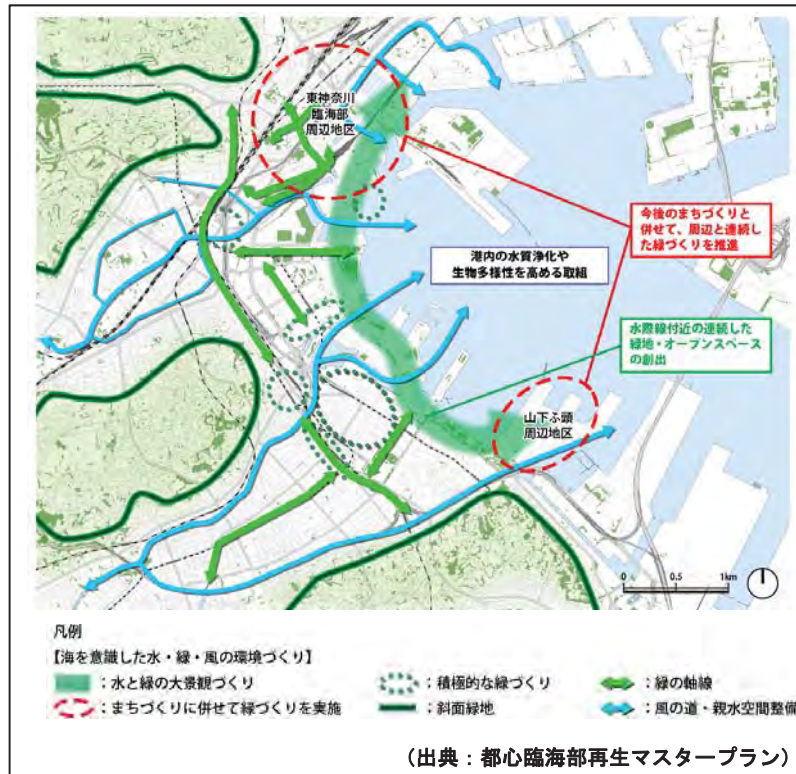 東神奈川
臨海部
周辺地区
今後のまちづくりと
併せて、周辺と連続し
た緑づくりを推進
港内の水質浄化や
生物多様性を高める取組
水際線付近の連続した
緑地・オープンスペース
の創出
山下ふ頭
周辺地区
0 0.5 1km
凡例
【海を意識した水・緑・風の環境づくり】
：水と緑の大景観づくり ：積極的な緑づくり ：緑の軸線
：まちづくりに併せて緑づくりを実施 ：斜面緑地 ：風の道・親水空間整備
（出典：都心臨海部再生マスタープラン）